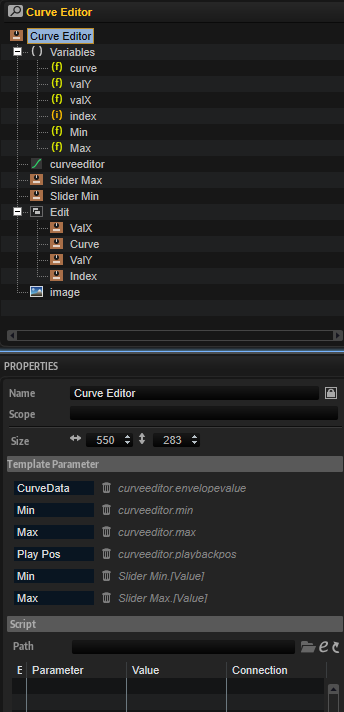 Curve Editor
Curve Editor
Variables
(f) curve
(f) valY
(f) valX
(i) index
(f) Min
(f) Max
curveeditor
Slider Max
Slider Min
Edit
ValX
Curve
ValY
Index
image
PROPERTIES
Name Curve Editor
Scope
Size 550 283
Template Parameter
CurveData curveeditor.envelopevalue
Min curveeditor.min
Max curveeditor.max
Play Pos curveeditor.playbackpos
Min Slider Min.[Value]
Max Slider Max.[Value]
Script
Path e
E Parameter Value Connection